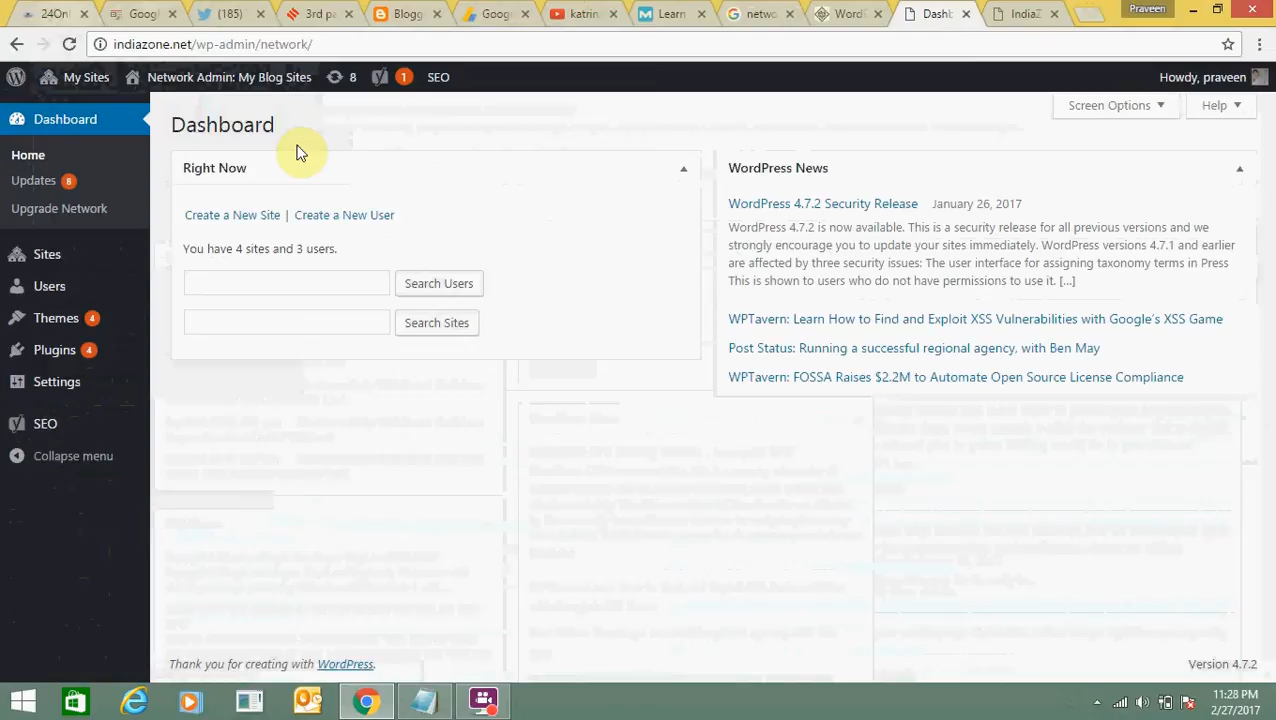 24Onl
Googl
(185)
3rd pa
Blogg
Googl
katrin
Learn
netwo
WordP
Dashb
IndiaZ
Praveen
indiazone.net/wp-admin/network/
My Sites
Network Admin: My Blog Sites
8
1
SEO
Howdy, praveen
Dashboard
Screen Options
Help
Home
Updates 8
Upgrade Network
Sites
Users
Themes 4
Plugins 4
Settings
SEO
Collapse menu
Dashboard
Right Now
Create a New Site | Create a New User
You have 4 sites and 3 users.
Search Users
Search Sites
WordPress News
WordPress 4.7.2 Security Release January 26, 2017
WordPress 4.7.2 is now available. This is a security release for all previous versions and we
strongly encourage you to update your sites immediately. WordPress versions 4.7.1 and earlier
are affected by three security issues: The user interface for assigning taxonomy terms in Press
This is shown to users who do not have permissions to use it. [...]
WPTavern: Learn How to Find and Exploit XSS Vulnerabilities with Google's XSS Game
Post Status: Running a successful regional agency, with Ben May
WPTavern: FOSSA Raises $2.2M to Automate Open Source License Compliance
Thank you for creating with WordPress.
Version 4.7.2
11:28 PM
2/27/2017